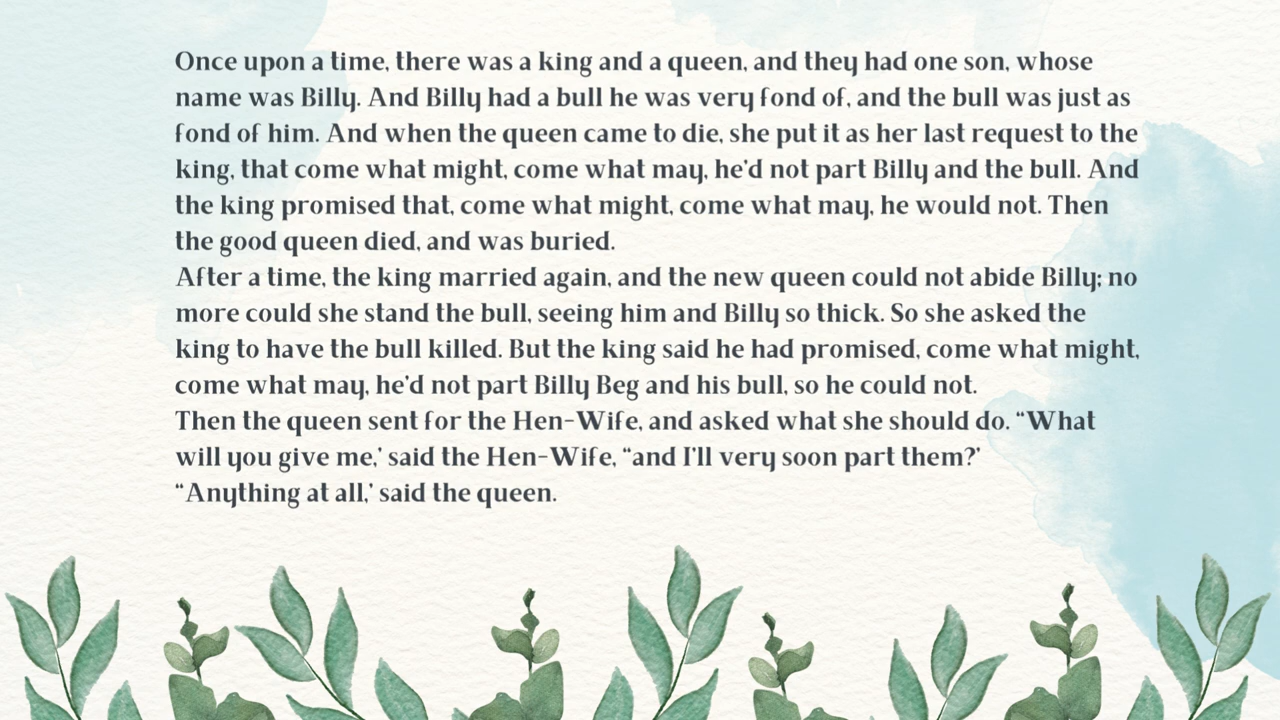 Once upon a time, there was a king and a queen, and they had one son, whose
name was Billy. And Billy had a bull he was very fond of, and the bull was just as
fond of him. And when the queen came to die, she put it as her last request to the
king, that come what might, come what may, he'd not part Billy and the bull. And
the king promised that, come what might, come what may, he would not. Then
the good queen died, and was buried.
After a time, the king married again, and the new queen could not abide Billy; no
more could she stand the bull, seeing him and Billy so thick. So she asked the
king to have the bull killed. But the king said he had promised, come what might,
come what may, he'd not part Billy Beg and his bull, so he could not.
Then the queen sent for the Hen-Wife, and asked what she should do. “What
will you give me,’ said the Hen-Wife, “and I'll very soon part them?’
“Anything at all,’ said the queen.